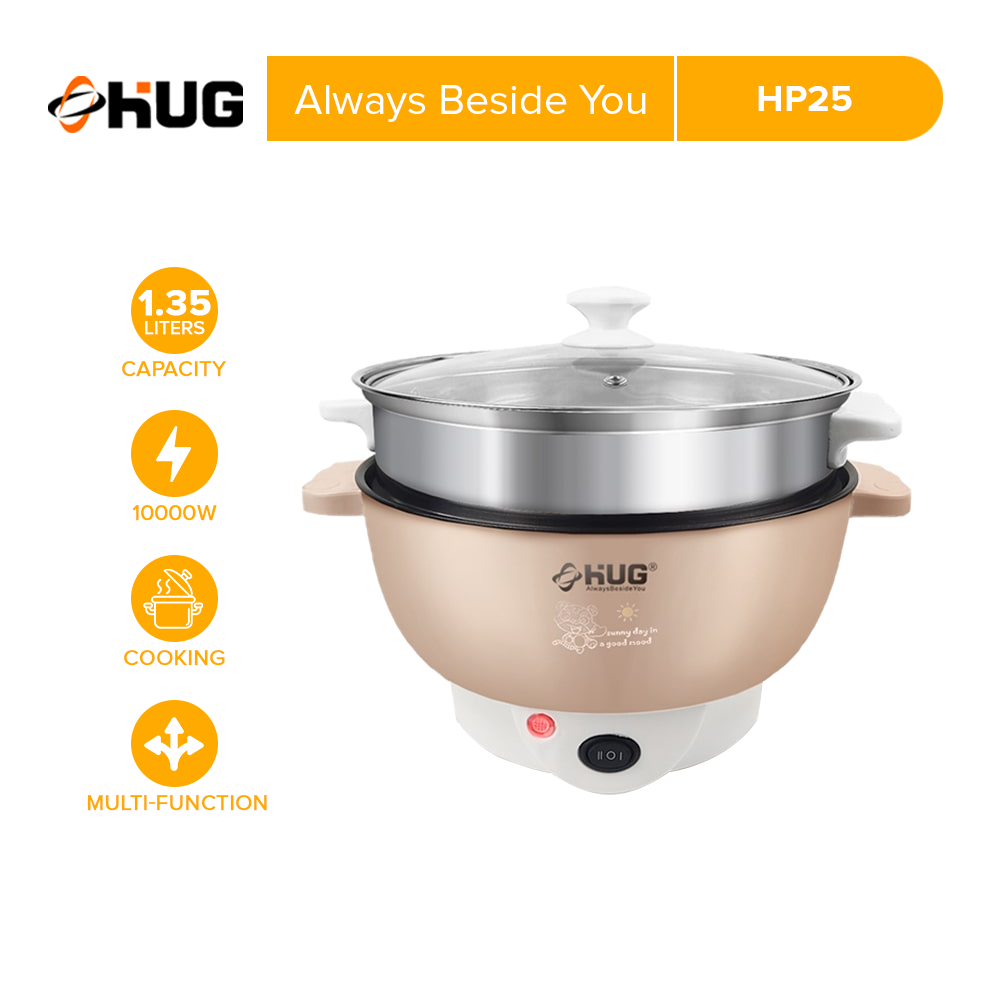 HUG
Always Beside You
HP25
1.35
LITERS
CAPACITY
10000W
COOKING
MULTI-FUNCTION
HUG®
AlwaysBesideYou
sunny day in
a good mood
II O I